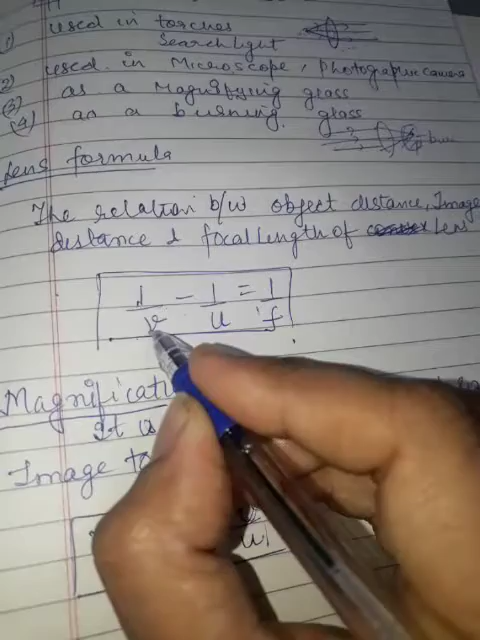 (1) used in torches
Searchlight
2) used in Microscope, Photographic camera
(3) as a Magnifying glass
(4) as a burning glass
Lens formula
The relation b/w object distance, Image
distance & focal length of lens
1/v - 1/u = 1/f
It is
Image to
u